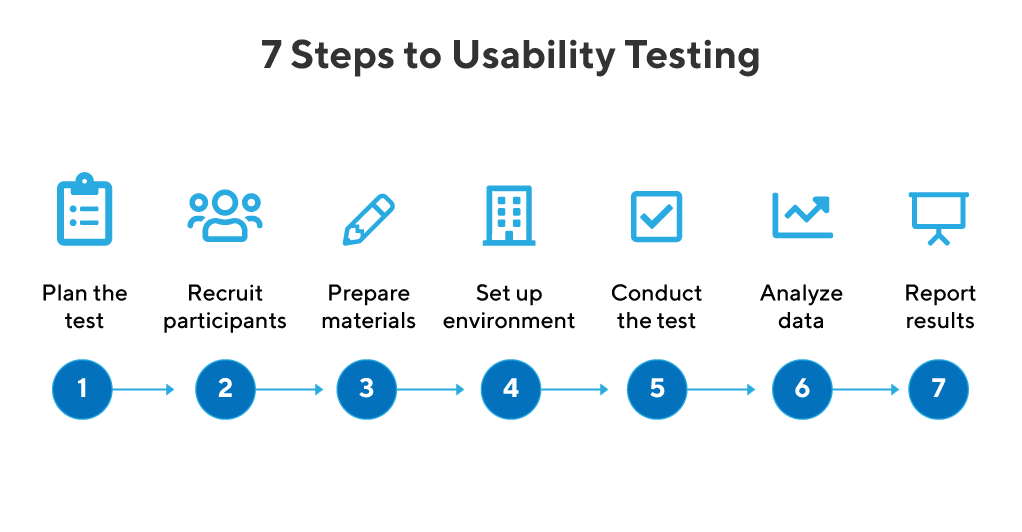 7 Steps to Usability Testing
Plan the
test
Recruit
participants
Prepare
materials
Set up
environment
Conduct
the test
Analyze
data
Report
results
1
2
3
4
5
6
7